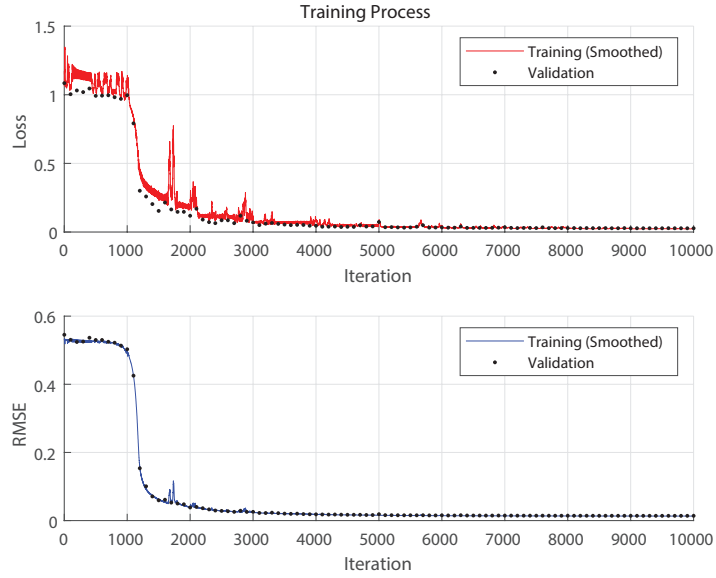 Training Process
1.5
1
0.5
0
Loss
Training (Smoothed)
Validation
0 1000 2000 3000 4000 5000 6000 7000 8000 9000 10000
Iteration
0.6
0.4
0.2
0
RMSE
Training (Smoothed)
Validation
0 1000 2000 3000 4000 5000 6000 7000 8000 9000 10000
Iteration